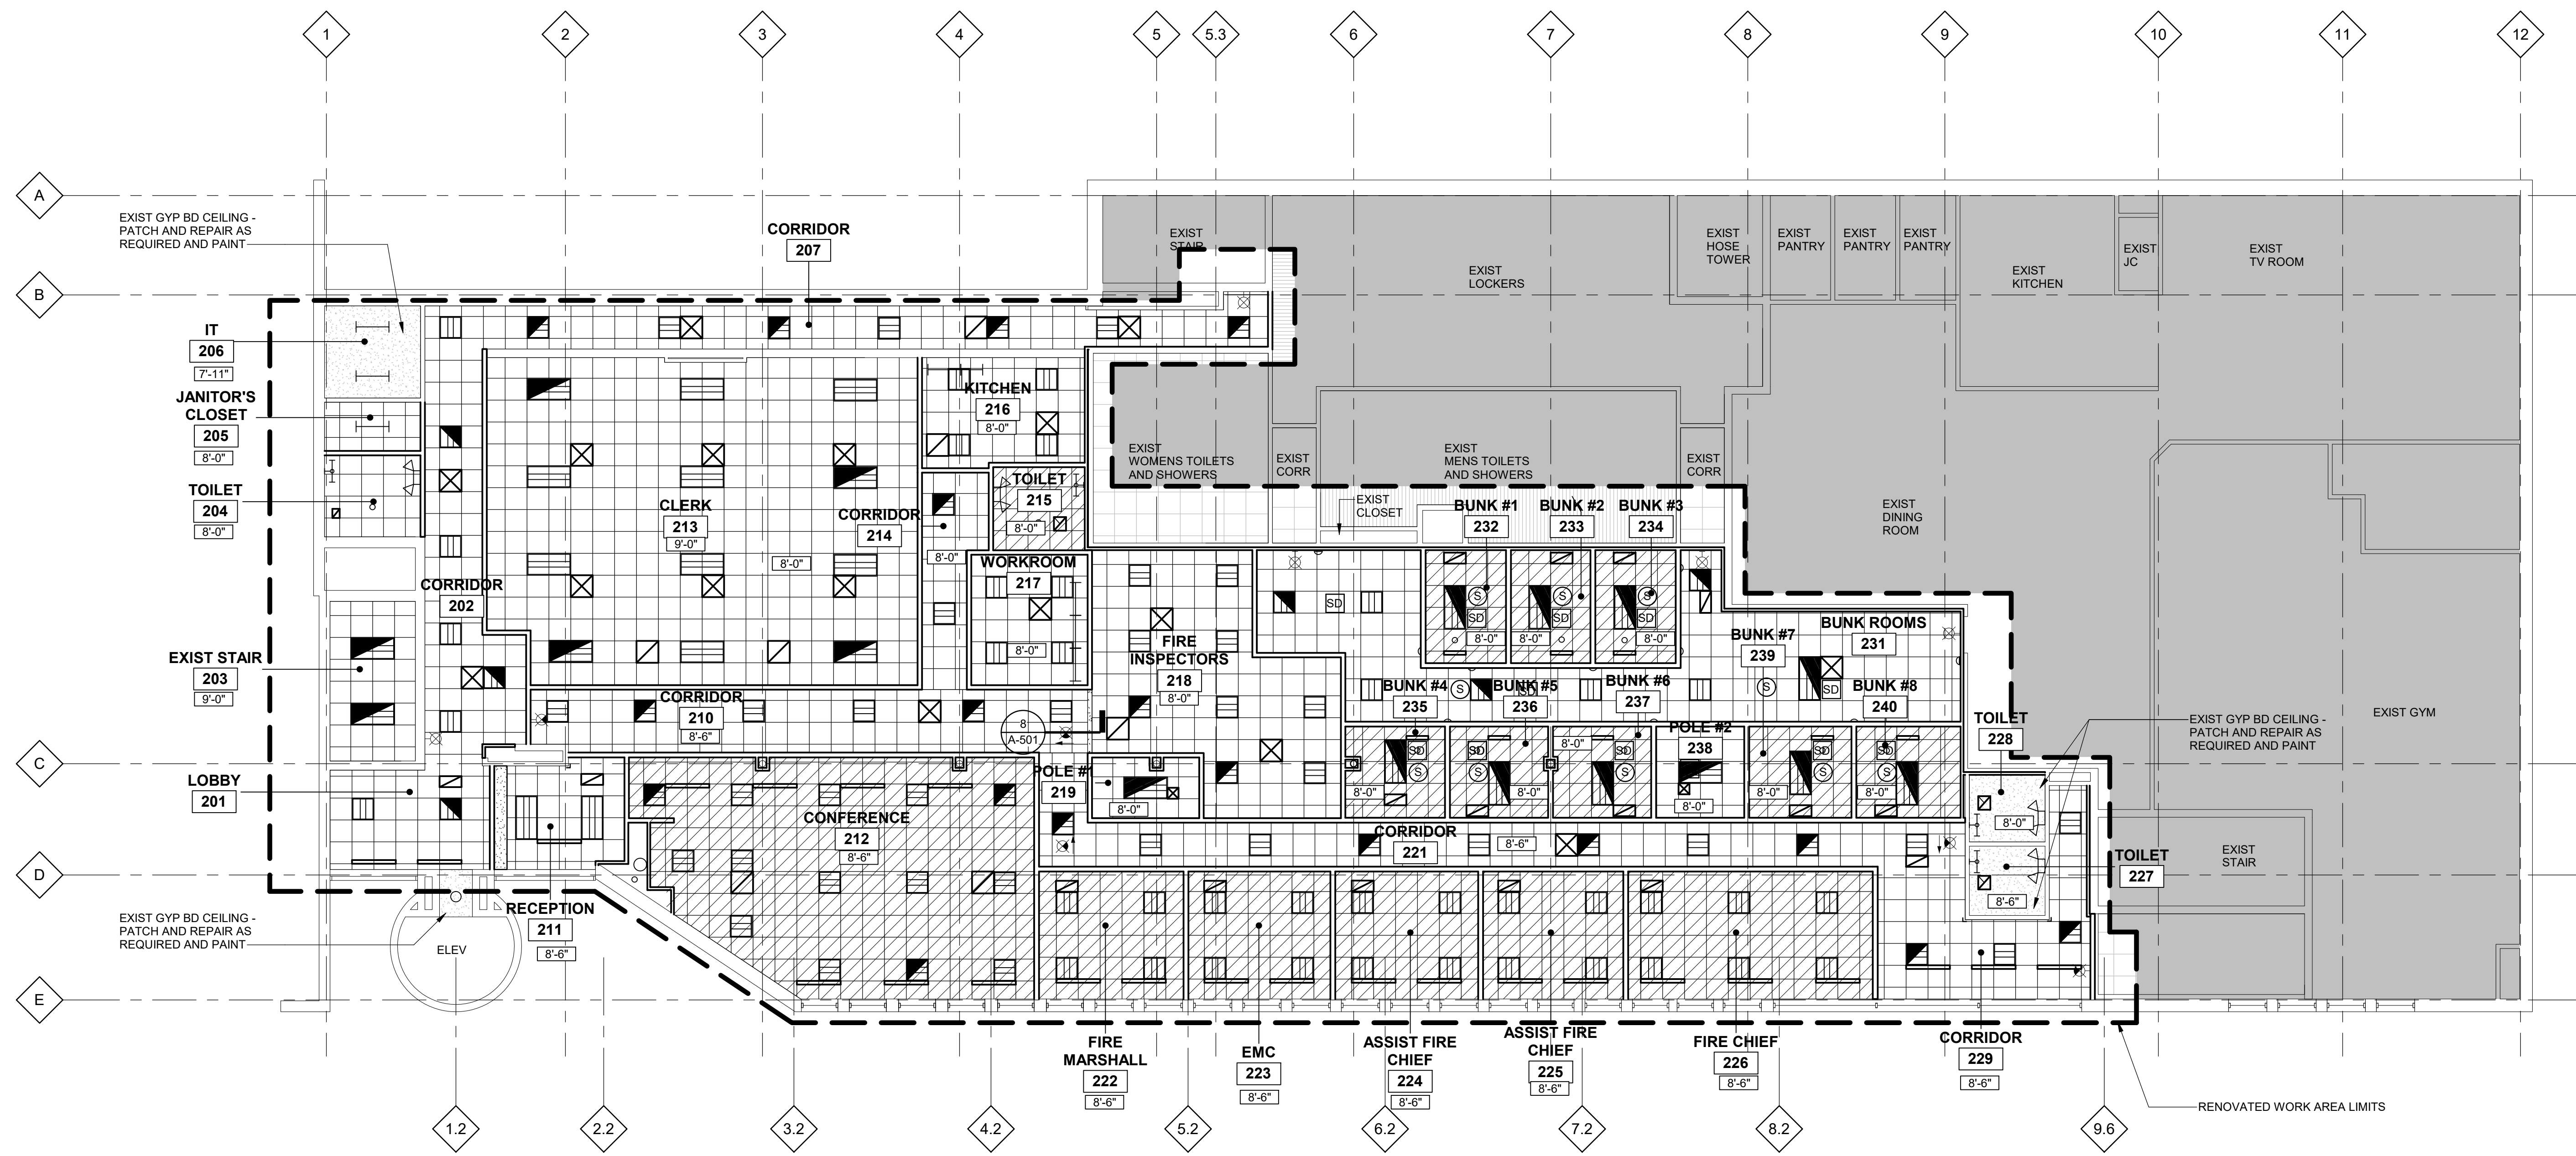 1
2
3
4
5
5.3
6
7
8
9
10
11
12
A
EXIST GYP BD CEILING -
PATCH AND REPAIR AS
REQUIRED AND PAINT
CORRIDOR
207
EXIST
STAIR
EXIST
LOCKERS
EXIST
HOSE
TOWER
EXIST
PANTRY
EXIST
PANTRY
EXIST
PANTRY
EXIST
KITCHEN
EXIST
JC
EXIST
TV ROOM
B
IT
206
7'-11"
JANITOR'S
CLOSET
205
8'-0"
TOILET
204
8'-0"
KITCHEN
216
8'-0"
CLERK
213
9'-0"
8'-0"
CORRIDOR
214
8'-0"
TOILET
215
8'-0"
WORKROOM
217
8'-0"
EXIST
WOMENS TOILETS
AND SHOWERS
EXIST
CORR
EXIST
MENS TOILETS
AND SHOWERS
EXIST
CORR
EXIST
CLOSET
BUNK #1
232
BUNK #2
233
BUNK #3
234
S
SD
8'-0"
S
SD
8'-0"
S
SD
8'-0"
SD
EXIST
DINING
ROOM
CORRIDOR
202
EXIST STAIR
203
9'-0"
FIRE
INSPECTORS
218
8'-0"
BUNK #7
239
BUNK ROOMS
231
S
SD
S
SD
CORRIDOR
210
8'-6"
8
A-501
BUNK #4
235
BUNK #5
236
BUNK #6
237
POLE #2
238
BUNK #8
240
SD
S
8'-0"
SD
S
8'-0"
8'-0"
SD
S
8'-0"
SD
S
8'-0"
SD
S
8'-0"
TOILET
228
8'-0"
EXIST GYP BD CEILING -
PATCH AND REPAIR AS
REQUIRED AND PAINT
EXIST GYM
C
LOBBY
201
POLE #1
219
8'-0"
CONFERENCE
212
8'-6"
CORRIDOR
221
8'-6"
TOILET
227
8'-6"
EXIST
STAIR
D
EXIST GYP BD CEILING -
PATCH AND REPAIR AS
REQUIRED AND PAINT
ELEV
RECEPTION
211
8'-6"
E
FIRE
MARSHALL
222
8'-6"
EMC
223
8'-6"
ASSIST FIRE
CHIEF
224
8'-6"
ASSIST FIRE
CHIEF
225
8'-6"
FIRE CHIEF
226
8'-6"
CORRIDOR
229
8'-6"
RENOVATED WORK AREA LIMITS
1.2
2.2
3.2
4.2
5.2
6.2
7.2
8.2
9.6